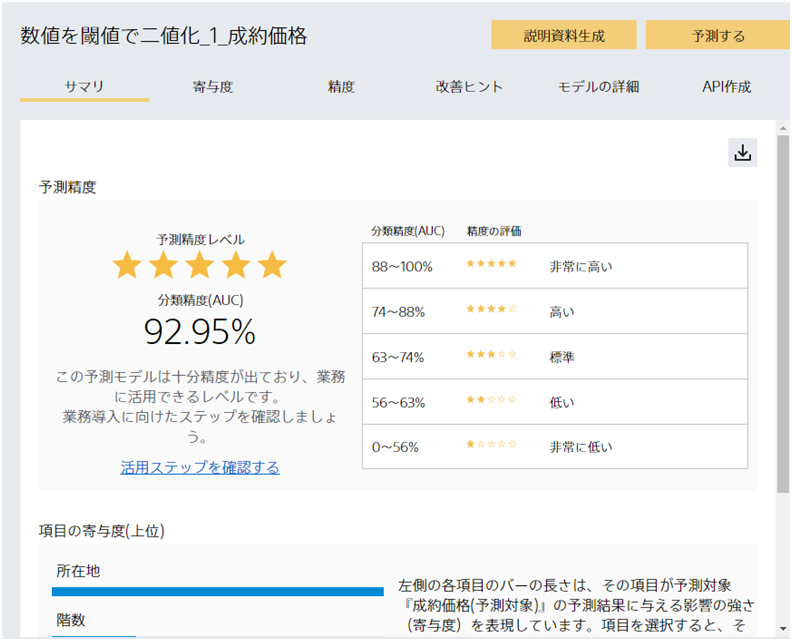 数値を閾値で二値化_1_成約価格
説明資料生成
予測する
サマリ
寄与度
精度
改善ヒント
モデルの詳細
API作成
予測精度
予測精度レベル
分類精度(AUC)
92.95%
この予測モデルは十分精度が出ており、業務
に活用できるレベルです。
業務導入に向けたステップを確認しましょ
う。
活用ステップを確認する
分類精度(AUC) 精度の評価
88～100% ★★★★★ 非常に高い
74～88% ★★★★☆ 高い
63～74% ★★★☆☆ 標準
56～63% ★★☆☆☆ 低い
0～56% ★☆☆☆☆ 非常に低い
項目の寄与度(上位)
所在地
階数
左側の各項目のバーの長さは、その項目が予測対象
『成約価格(予測対象)』の予測結果に与える影響の強さ
（寄与度）を表現しています。項目を選択すると、そ